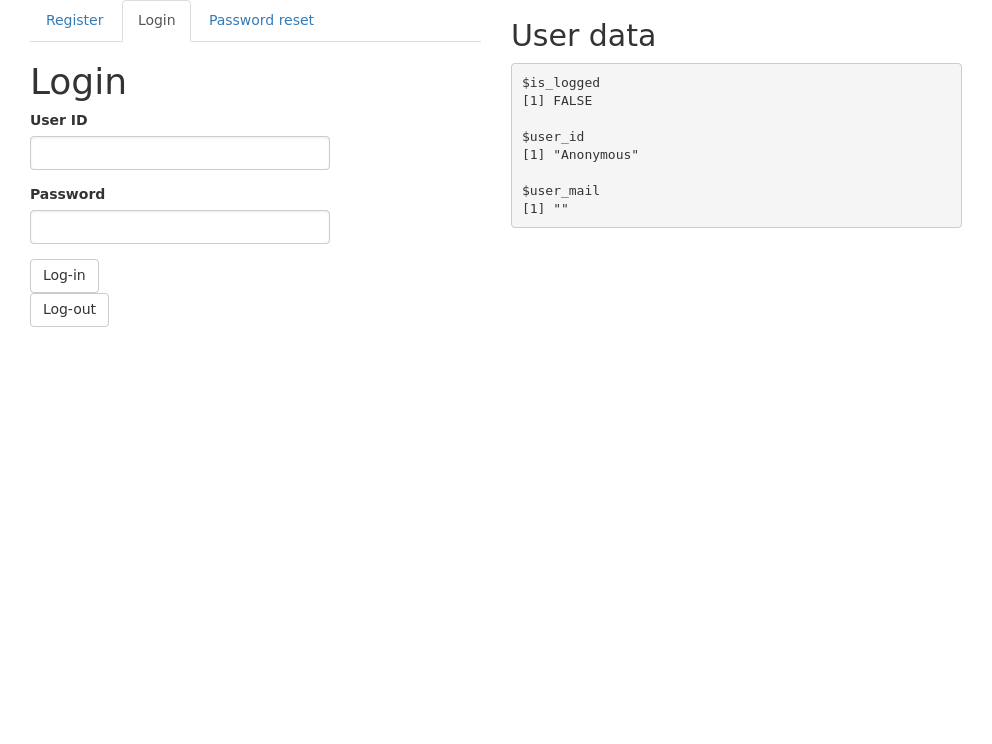 Register
Login
Password reset
Login
User ID
Password
Log-in
Log-out
User data
$is_logged
[1] FALSE
$user_id
[1] "Anonymous"
$user_mail
[1] ""